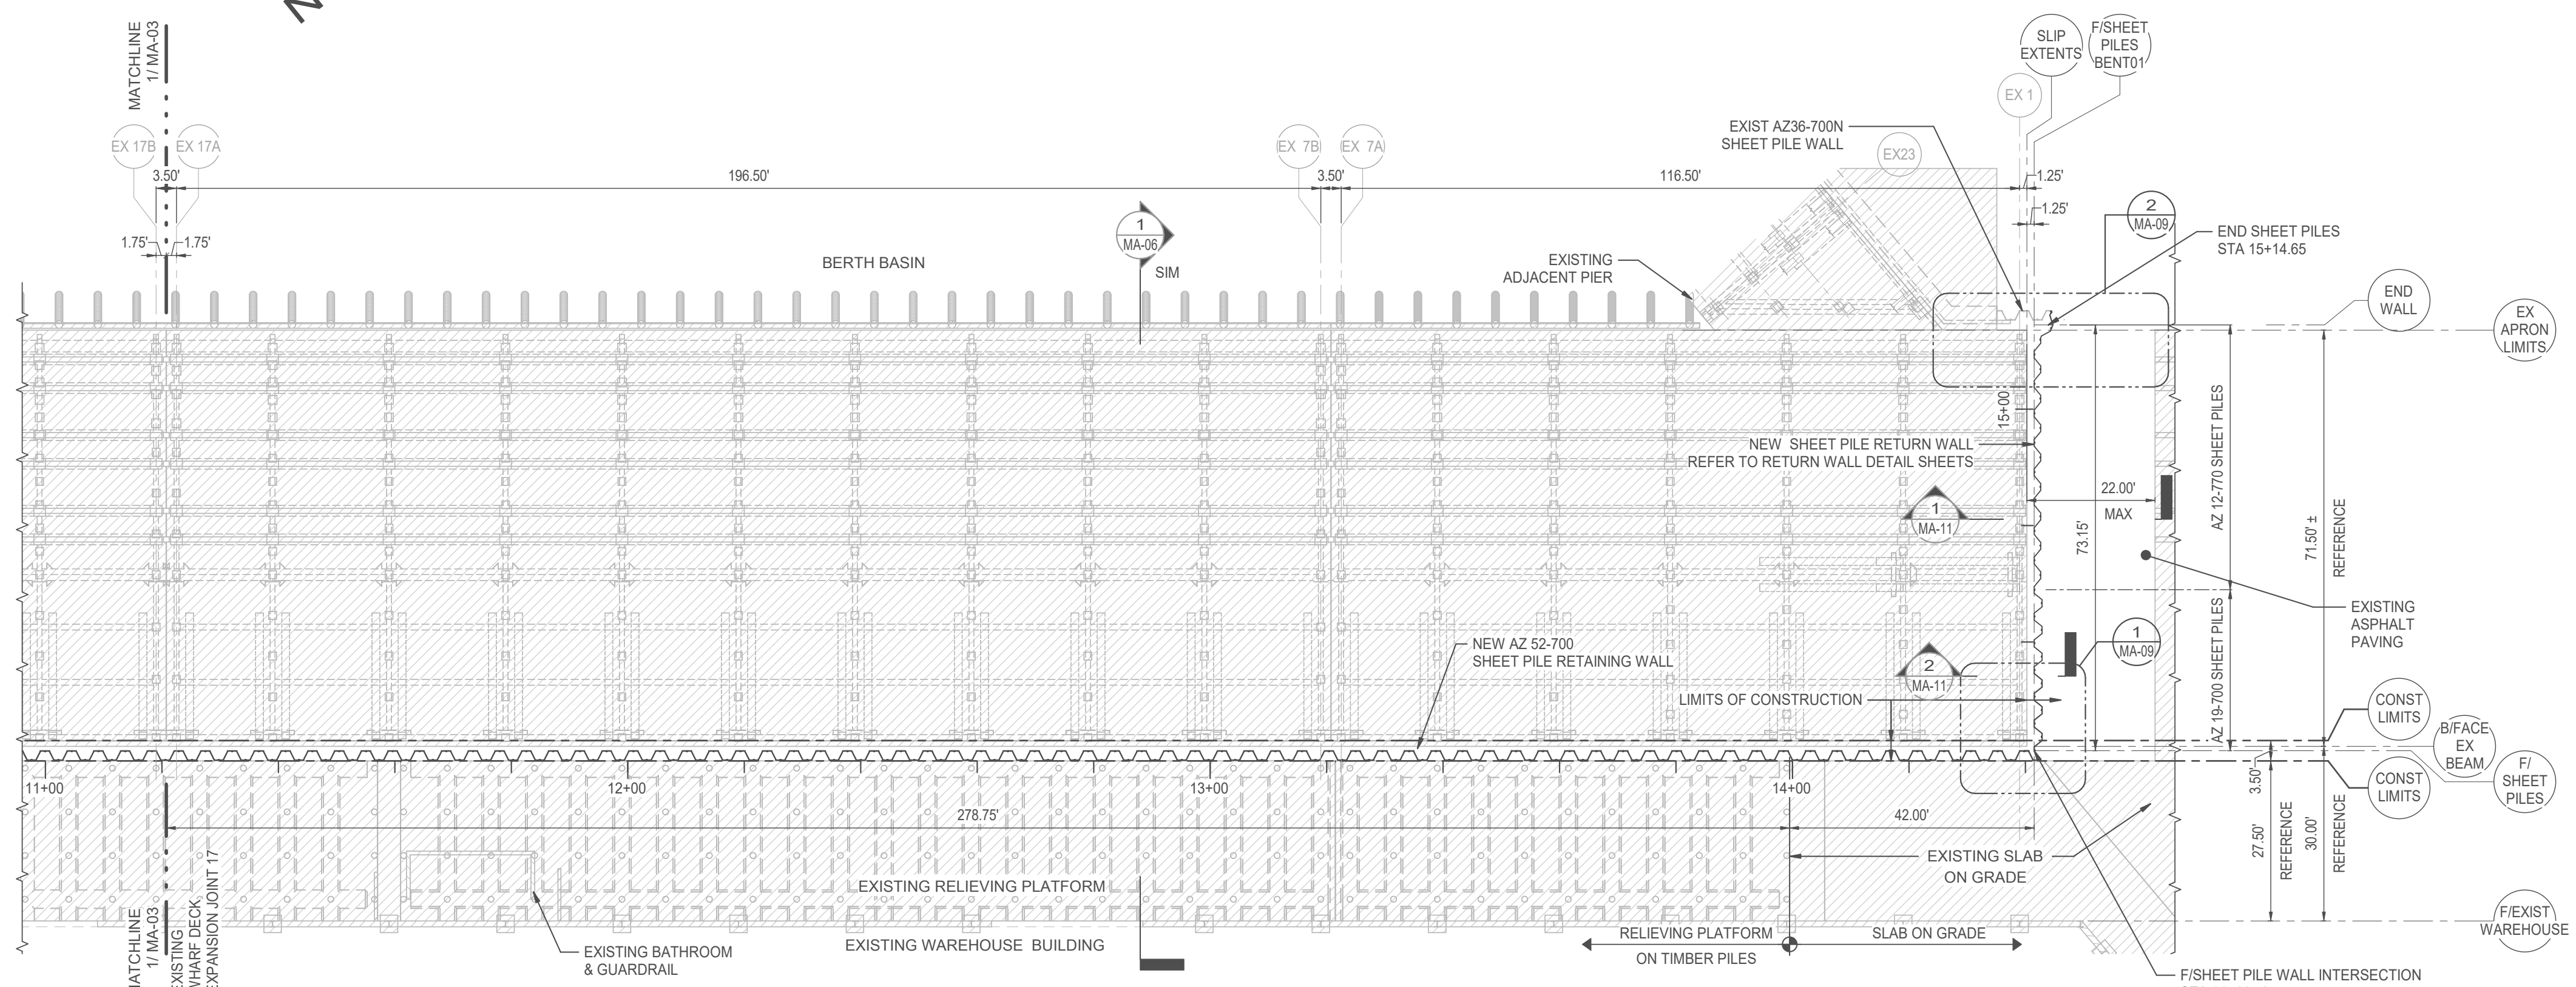 MATCHLINE
1/ MA-03
EX 17B
EX 17A
3.50'
196.50'
EX 7B
EX 7A
3.50'
116.50'
EXIST AZ36-700N
SHEET PILE WALL
EX23
EX 1
SLIP
EXTENTS
F/SHEET
PILES
BENT01
1.25'
1.25'
2
MA-09
END SHEET PILES
STA 15+14.65
1.75'
1.75'
BERTH BASIN
1
MA-06
SIM
EXISTING
ADJACENT PIER
END
WALL
EX
APRON
LIMITS
15+00
NEW SHEET PILE RETURN WALL
REFER TO RETURN WALL DETAIL SHEETS
1
MA-11
22.00'
MAX
73.15'
AZ 12-770 SHEET PILES
71.50' ±
REFERENCE
EXISTING
ASPHALT
PAVING
NEW AZ 52-700
SHEET PILE RETAINING WALL
2
MA-11
LIMITS OF CONSTRUCTION
1
MA-09
AZ 19-700 SHEET PILES
CONST
LIMITS
B/FACE
EX
BEAM
F/
SHEET
PILES
CONST
LIMITS
11+00
12+00
13+00
14+00
3.50'
278.75'
42.00'
27.50'
REFERENCE
30.00'
REFERENCE
EXISTING SLAB
ON GRADE
EXISTING RELIEVING PLATFORM
EXISTING WAREHOUSE BUILDING
EXISTING BATHROOM
& GUARDRAIL
RELIEVING PLATFORM
ON TIMBER PILES
SLAB ON GRADE
F/EXIST
WAREHOUSE
F/SHEET PILE WALL INTERSECTION
MATCHLINE
1/ MA-03
EXISTING
WHARF DECK
EXPANSION JOINT 17